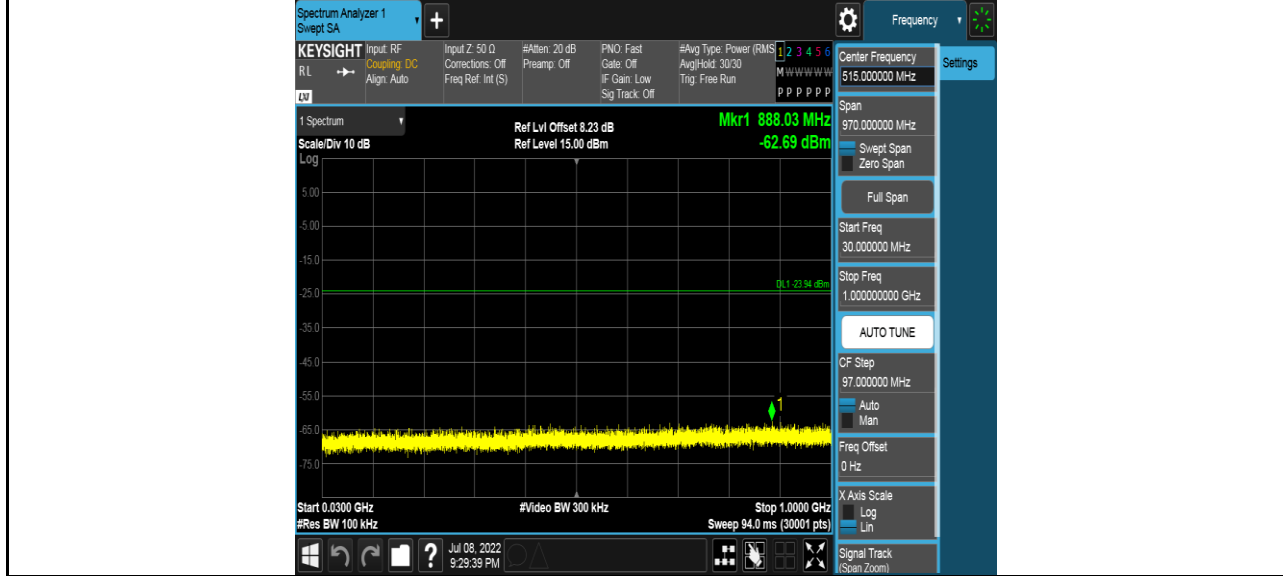 Spectrum Analyzer 1
Swept SA
Frequency
KEYSIGHT
RL
LXI
Input: RF
Coupling: DC
Align: Auto
Input Z: 50 Ω
Corrections: Off
Freq Ref: Int (S)
#Atten: 20 dB
Preamp: Off
PNO: Fast
Gate: Off
IF Gain: Low
Sig Track: Off
#Avg Type: Power (RMS
Avg|Hold: 30/30
Trig: Free Run
1 2 3 4 5 6
M W W W W W
P P P P P P
1 Spectrum
Scale/Div 10 dB
Log
Ref Lvl Offset 8.23 dB
Ref Level 15.00 dBm
Mkr1 888.03 MHz
-62.69 dBm
5.00
-5.00
-15.0
DL1 -23.94 dBm
-25.0
-35.0
-45.0
-55.0
1
-65.0
-75.0
Start 0.0300 GHz
#Res BW 100 kHz
#Video BW 300 kHz
Stop 1.0000 GHz
Sweep 94.0 ms (30001 pts)
Jul 08, 2022
9:29:39 PM
Center Frequency
515.000000 MHz
Settings
Span
970.000000 MHz
Swept Span
Zero Span
Full Span
Start Freq
30.000000 MHz
Stop Freq
1.000000000 GHz
AUTO TUNE
CF Step
97.000000 MHz
Auto
Man
Freq Offset
0 Hz
X Axis Scale
Log
Lin
Signal Track
(Span Zoom)